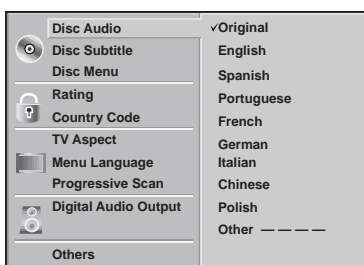 Disc Audio
Disc Subtitle
Disc Menu
Rating
Country Code
TV Aspect
Menu Language
Progressive Scan
Digital Audio Output
Others
✓Original
English
Spanish
Portuguese
French
German
Italian
Chinese
Polish
Other — — — —